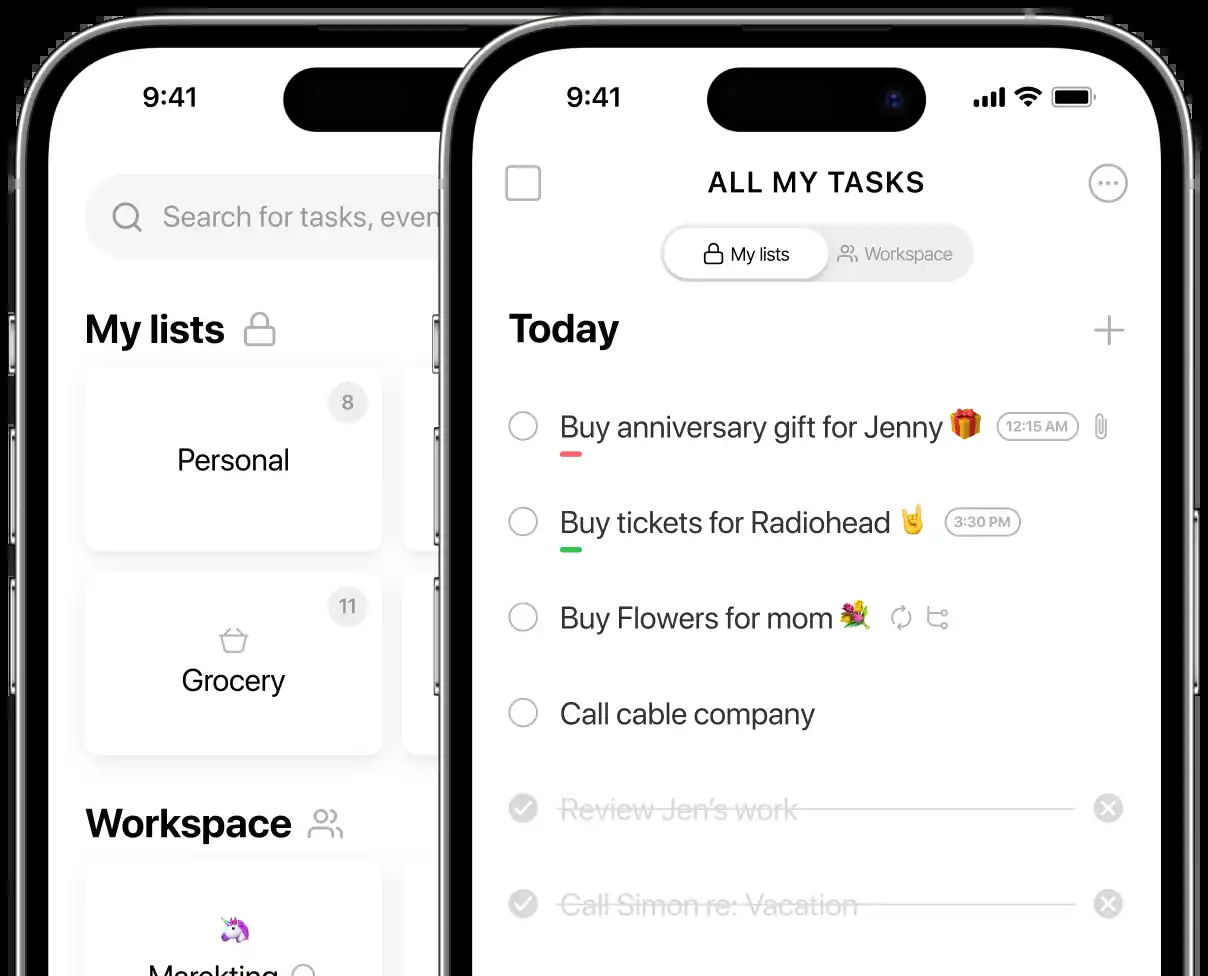 9:41
Search for tasks, even
My lists
8
Personal
11
Grocery
Workspace
Marekting
9:41
ALL MY TASKS
My lists
Workspace
Today
Buy anniversary gift for Jenny 🎁 12:15 AM
Buy tickets for Radiohead 🤘 3:30 PM
Buy Flowers for mom 💐
Call cable company
Review Jen's work
Call Simon re: Vacation